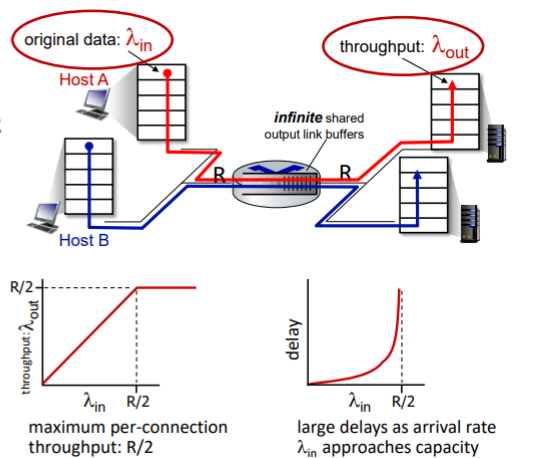 original data: λin
throughput: λout
Host A
infinite shared
output link buffers
R
R
Host B
R/2
throughput: λout
λin R/2
maximum per-connection
throughput: R/2
delay
λin R/2
large delays as arrival rate
λin approaches capacity